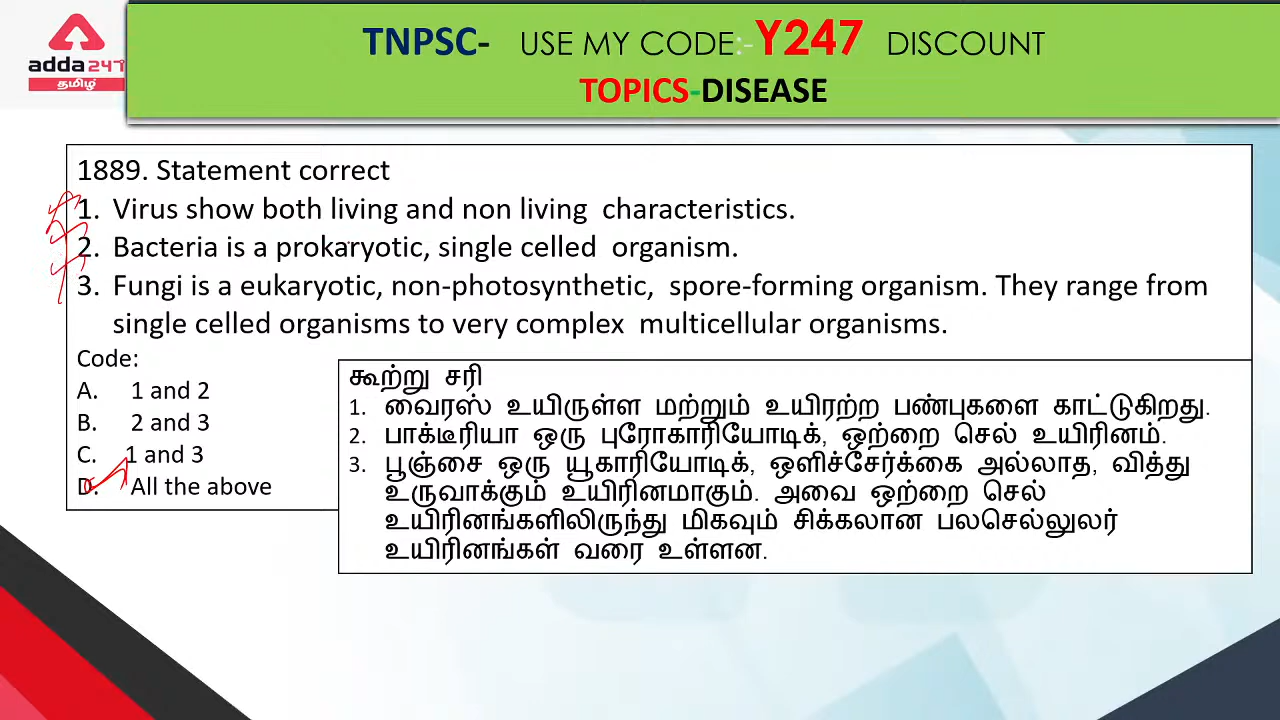 adda247
தமிழ்
TNPSC- USE MY CODE:-Y247 DISCOUNT
TOPICS-DISEASE
1889. Statement correct
1. Virus show both living and non living characteristics.
2. Bacteria is a prokaryotic, single celled organism.
3. Fungi is a eukaryotic, non-photosynthetic, spore-forming organism. They range from
single celled organisms to very complex multicellular organisms.
Code:
A. 1 and 2
B. 2 and 3
C. 1 and 3
D. All the above
கூற்று சரி
1. வைரஸ் உயிருள்ள மற்றும் உயிரற்ற பண்புகளை காட்டுகிறது.
2. பாக்டீரியா ஒரு புரோகாரியோடிக், ஒற்றை செல் உயிரினம்.
3. பூஞ்சை ஒரு யூகாரியோடிக், ஒளிச்சேர்க்கை அல்லாத, வித்து
உருவாக்கும் உயிரினமாகும். அவை ஒற்றை செல்
உயிரினங்களிலிருந்து மிகவும் சிக்கலான பலசெல்லுலர்
உயிரினங்கள் வரை உள்ளன.